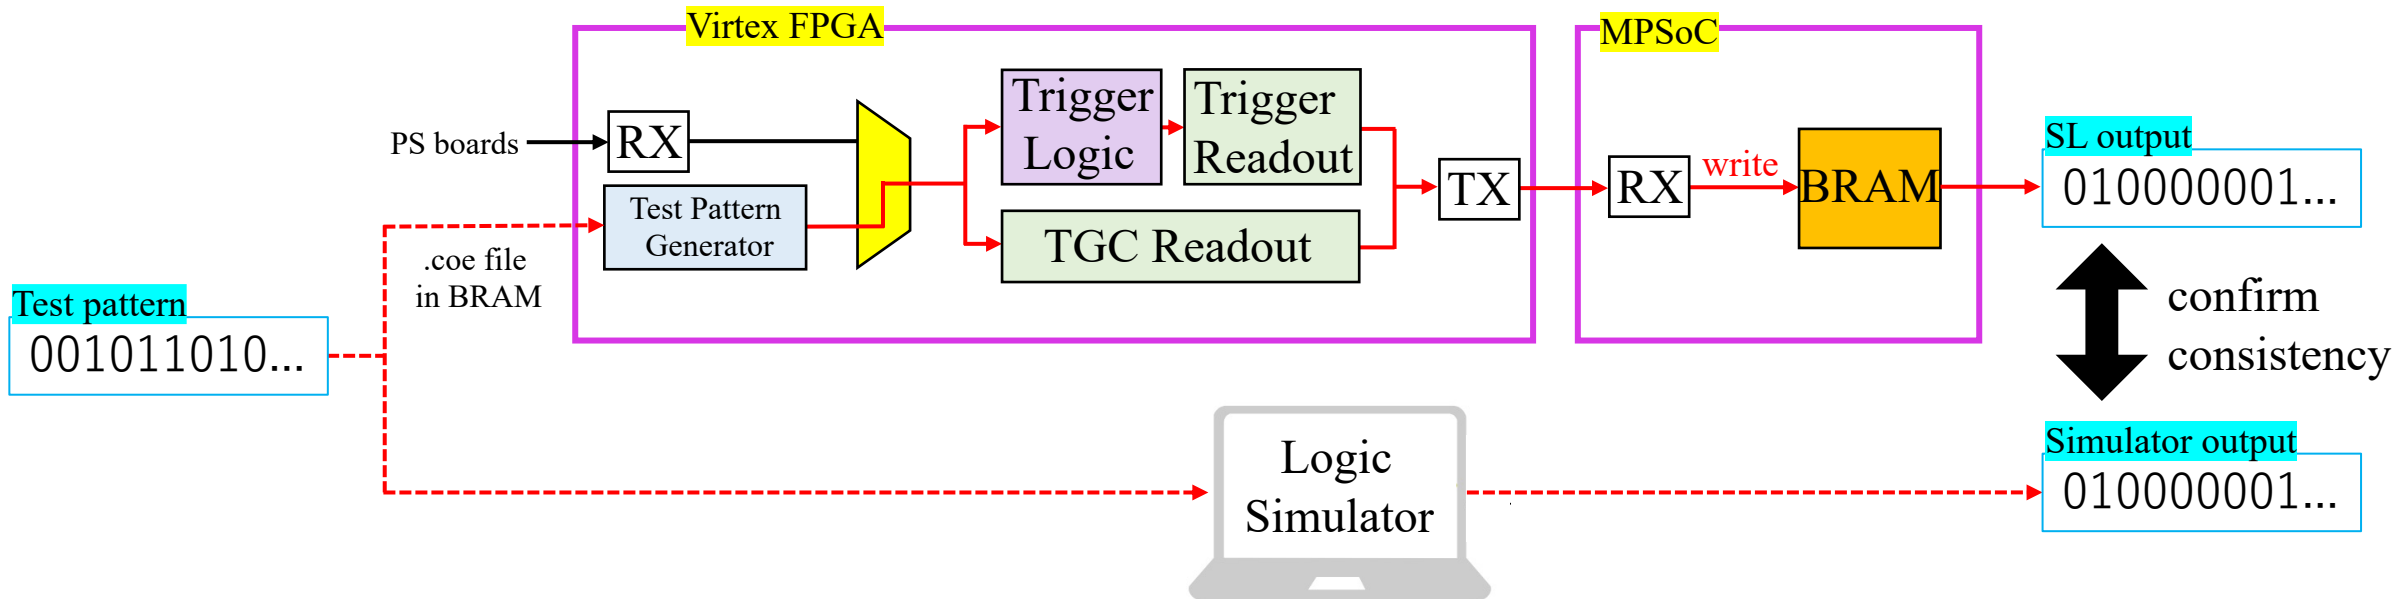 Virtex FPGA
MPSoC
PS boards
RX
Test Pattern
Generator
Trigger
Logic
Trigger
Readout
TGC Readout
TX
RX
write
BRAM
SL output
010000001...
.coe file
in BRAM
Test pattern
001011010...
confirm
consistency
Logic
Simulator
Simulator output
010000001...